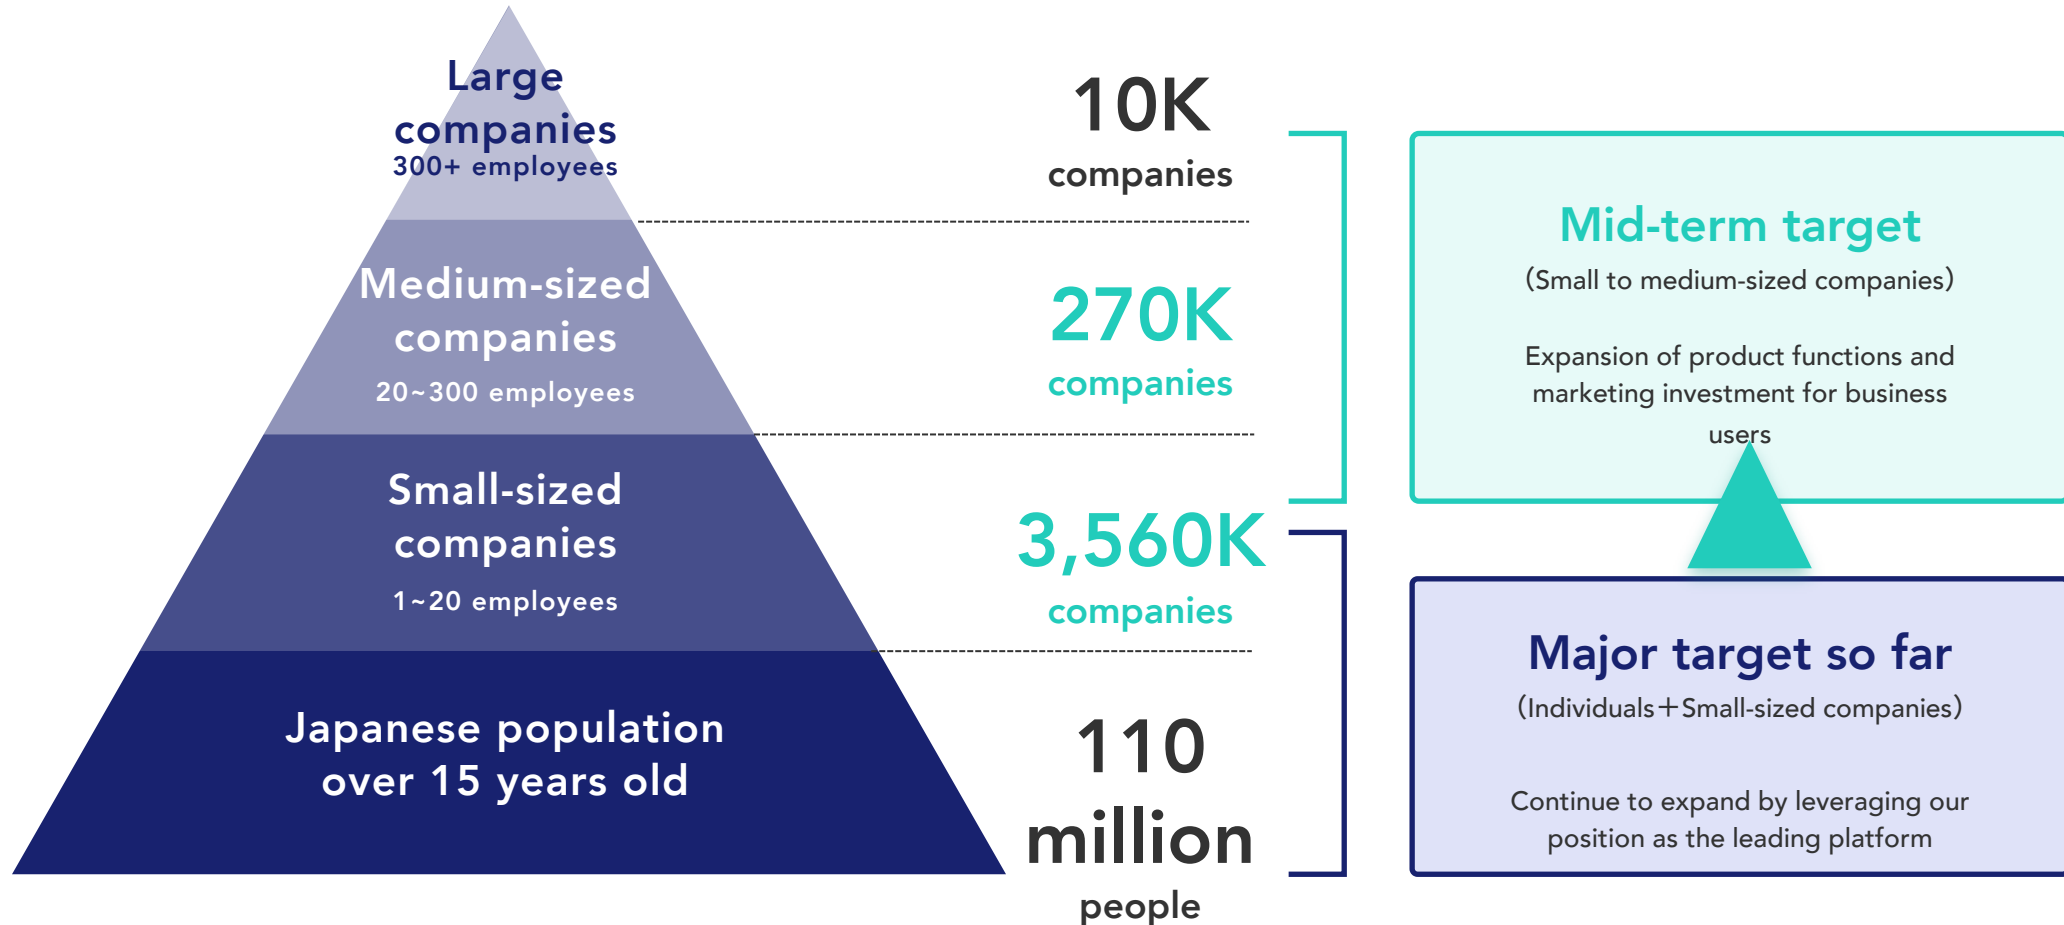 Large
companies
300+ employees
10K
companies
Medium-sized
companies
20~300 employees
270K
companies
Small-sized
companies
1~20 employees
3,560K
companies
Japanese population
over 15 years old
110
million
people
Mid-term target
（Small to medium-sized companies）
Expansion of product functions and
marketing investment for business
users
Major target so far
（Individuals＋Small-sized companies）
Continue to expand by leveraging our
position as the leading platform